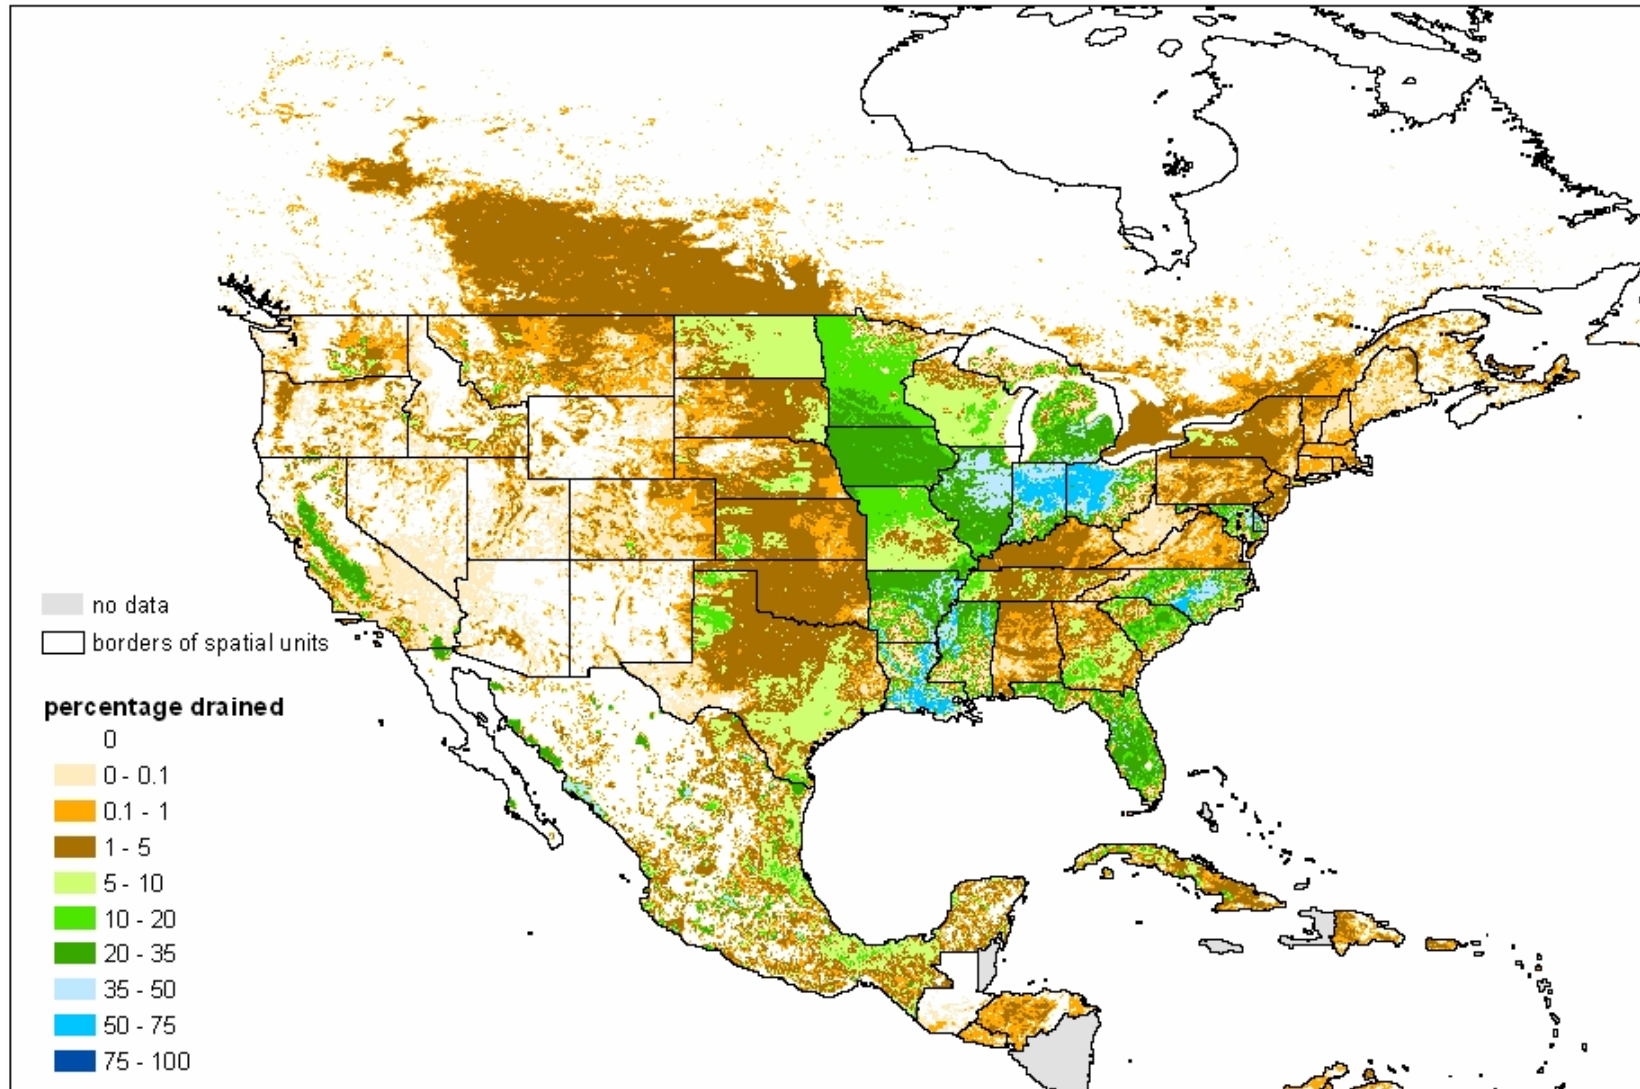 no data
borders of spatial units
percentage drained
0
0 - 0.1
0.1 - 1
1 - 5
5 - 10
10 - 20
20 - 35
35 - 50
50 - 75
75 - 100